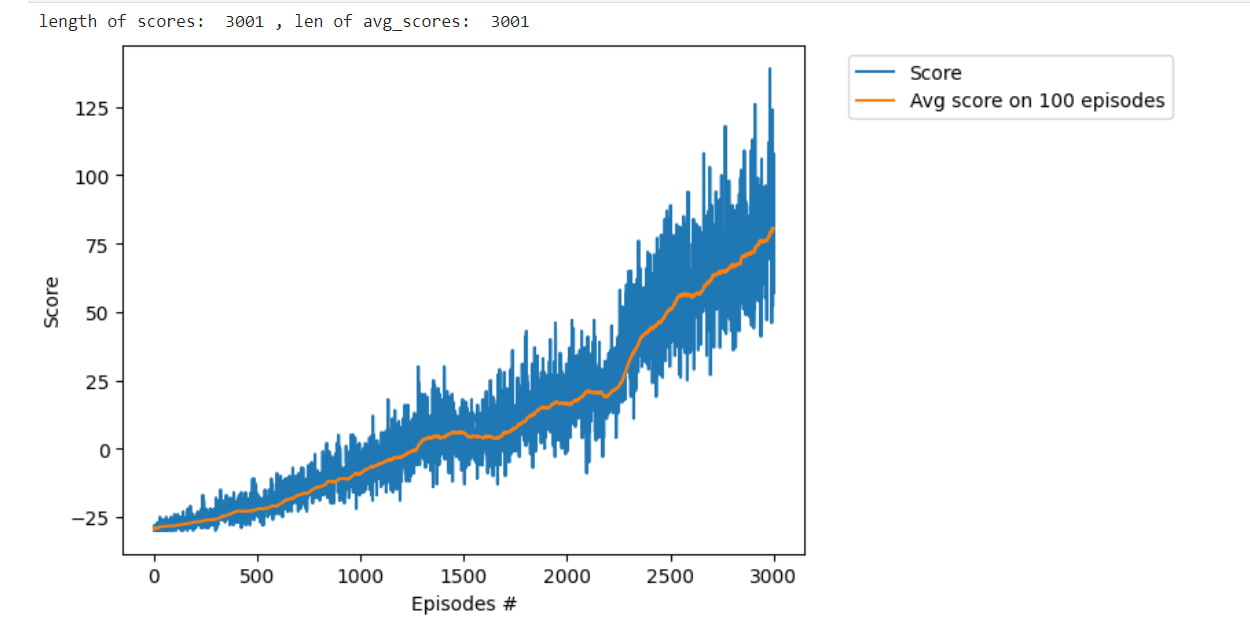 length of scores:  3001 , len of avg_scores:  3001
Score
Avg score on 100 episodes
125
100
75
50
25
0
−25
Score
0 500 1000 1500 2000 2500 3000
Episodes #